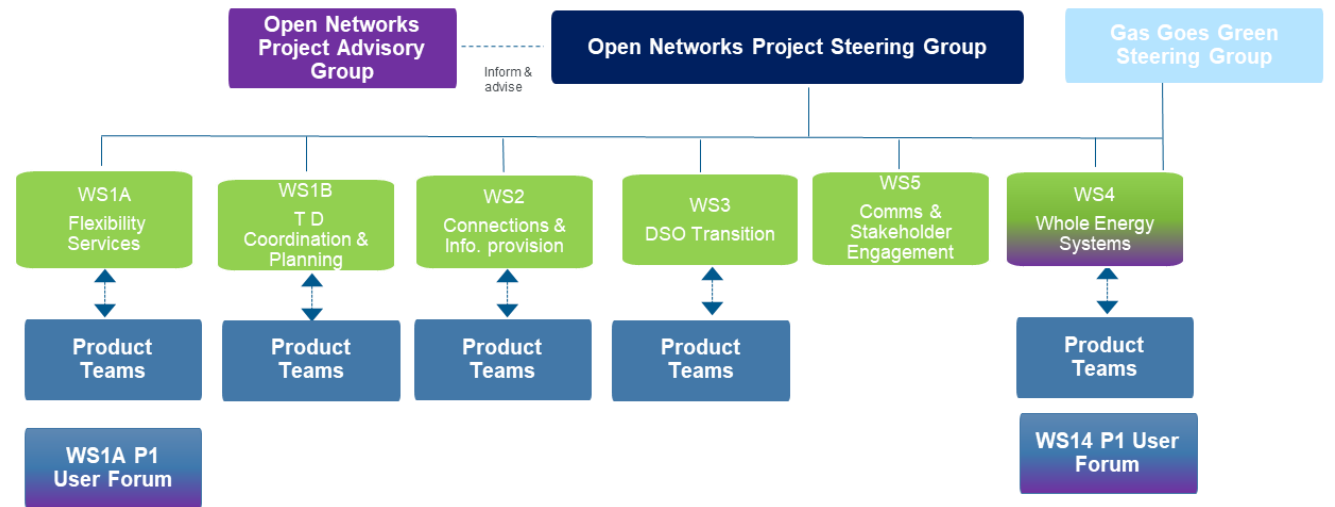 Open Networks
Project Advisory
Group
Inform &
advise
Open Networks Project Steering Group
Gas Goes Green
Steering Group
WS1A
Flexibility
Services
WS1B
T D
Coordination &
Planning
WS2
Connections &
Info. provision
WS3
DSO Transition
WS5
Comms &
Stakeholder
Engagement
WS4
Whole Energy
Systems
Product
Teams
Product
Teams
Product
Teams
Product
Teams
Product
Teams
WS1A P1
User Forum
WS14 P1 User
Forum